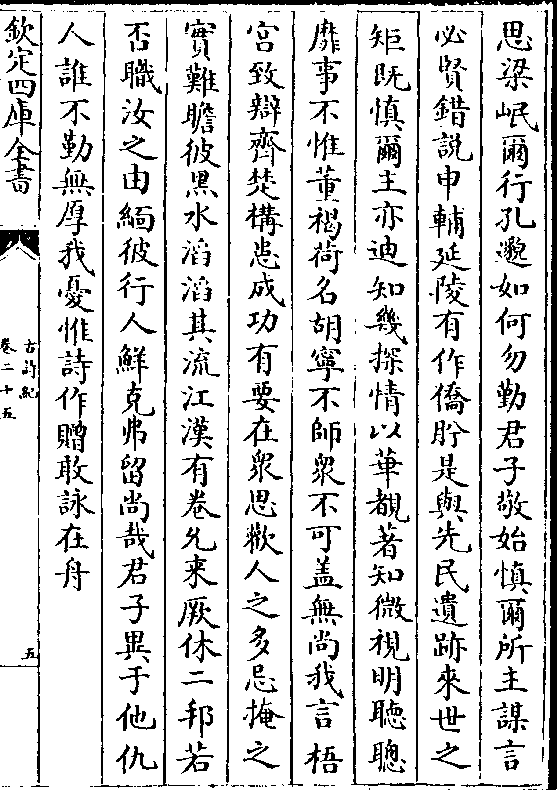 思梁岷爾行孔邈如何勿勤君子敬始慎爾所主謀言
必賢錯說申輔延陵有作僑肸是與先民遺跡來世之
矩既慎爾主亦迪知幾探情以華覩著知微視明聽聰
靡事不惟董褐荷名胡寧不師衆不可蓋無尚我言梧
宮致辯齊楚構患成功有要在衆思歡人之多忌掩之
實難瞻彼黑水滔滔其流江漢有卷允来厥休二邦若
否職汝之由緬彼行人鮮克弗留尚哉君子異于他仇
人誰不勤無厚我憂惟詩作贈敢詠在舟
欽定四庫全書
古詩紀
卷二十五
五